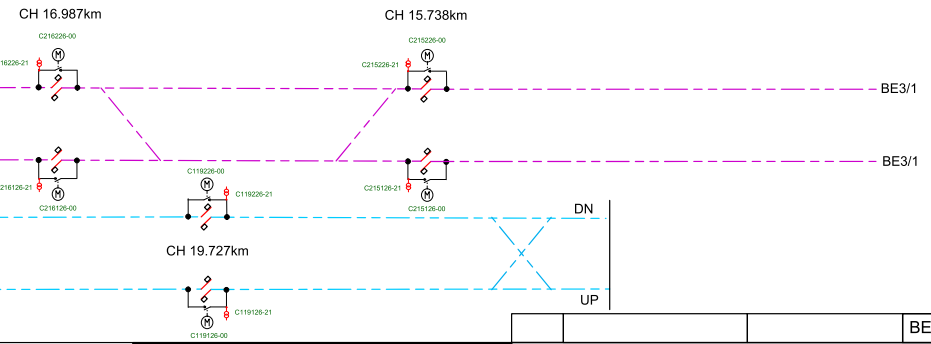 CH 16.987km
CH 15.738km
C216226-00
C215226-00
M
M
16226-21
C215226-21
BE3/1
BE3/1
216126-21
C215126-21
M
M
C216126-00
C215126-00
C119226-00
M
C119226-21
DN
CH 19.727km
UP
C119126-21
M
C119126-00
BE